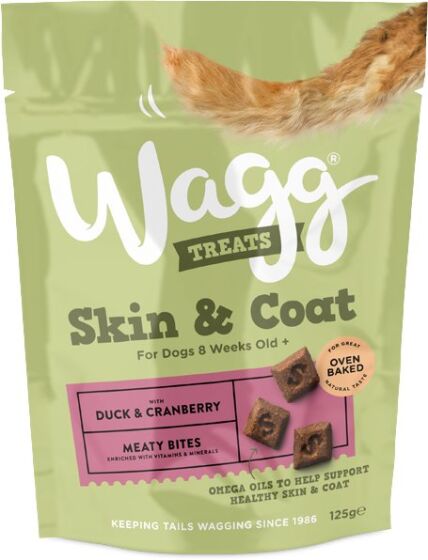 Wagg®
TREATS
Skin & Coat
For Dogs 8 Weeks Old +
FOR GREAT
OVEN
BAKED
NATURAL TASTE
WITH
DUCK & CRANBERRY
MEATY BITES
ENRICHED WITH VITAMINS & MINERALS
OMEGA OILS TO HELP SUPPORT
HEALTHY SKIN & COAT
KEEPING TAILS WAGGING SINCE 1986
125g℮